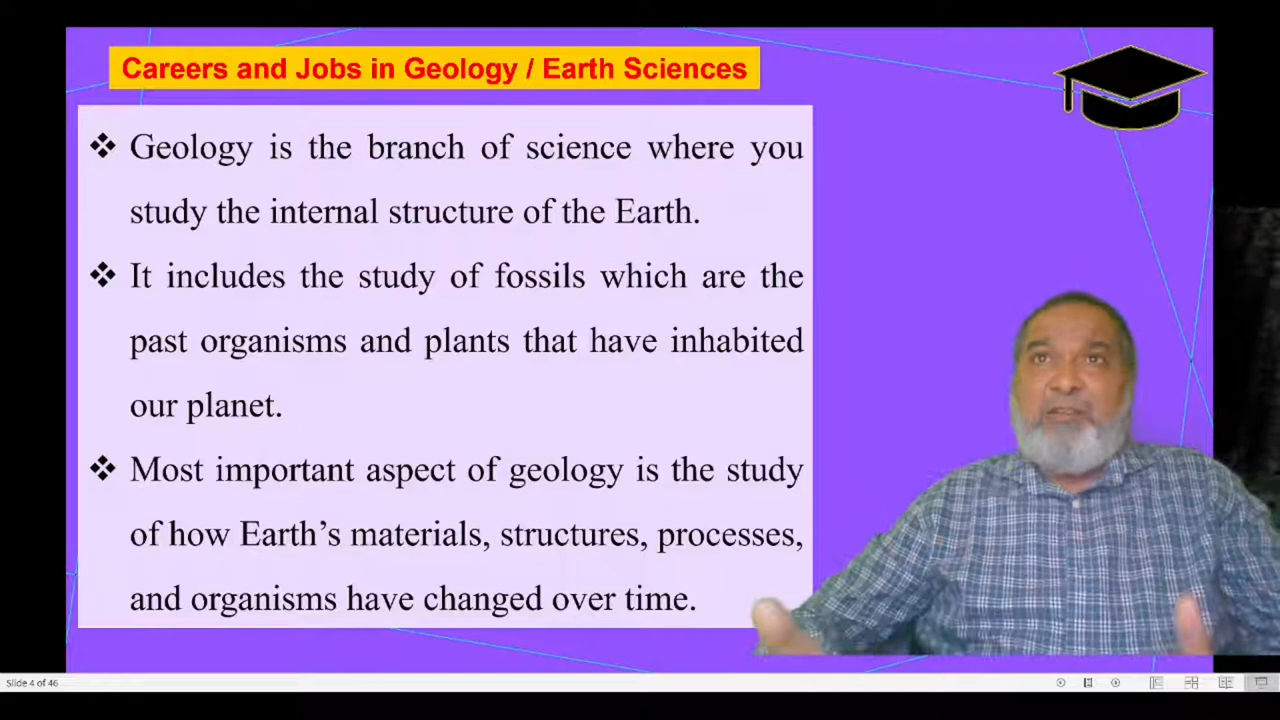 Careers and Jobs in Geology / Earth Sciences
❖ Geology is the branch of science where you
study the internal structure of the Earth.
❖ It includes the study of fossils which are the
past organisms and plants that have inhabited
our planet.
❖ Most important aspect of geology is the study
of how Earth’s materials, structures, processes,
and organisms have changed over time.
Slide 4 of 46